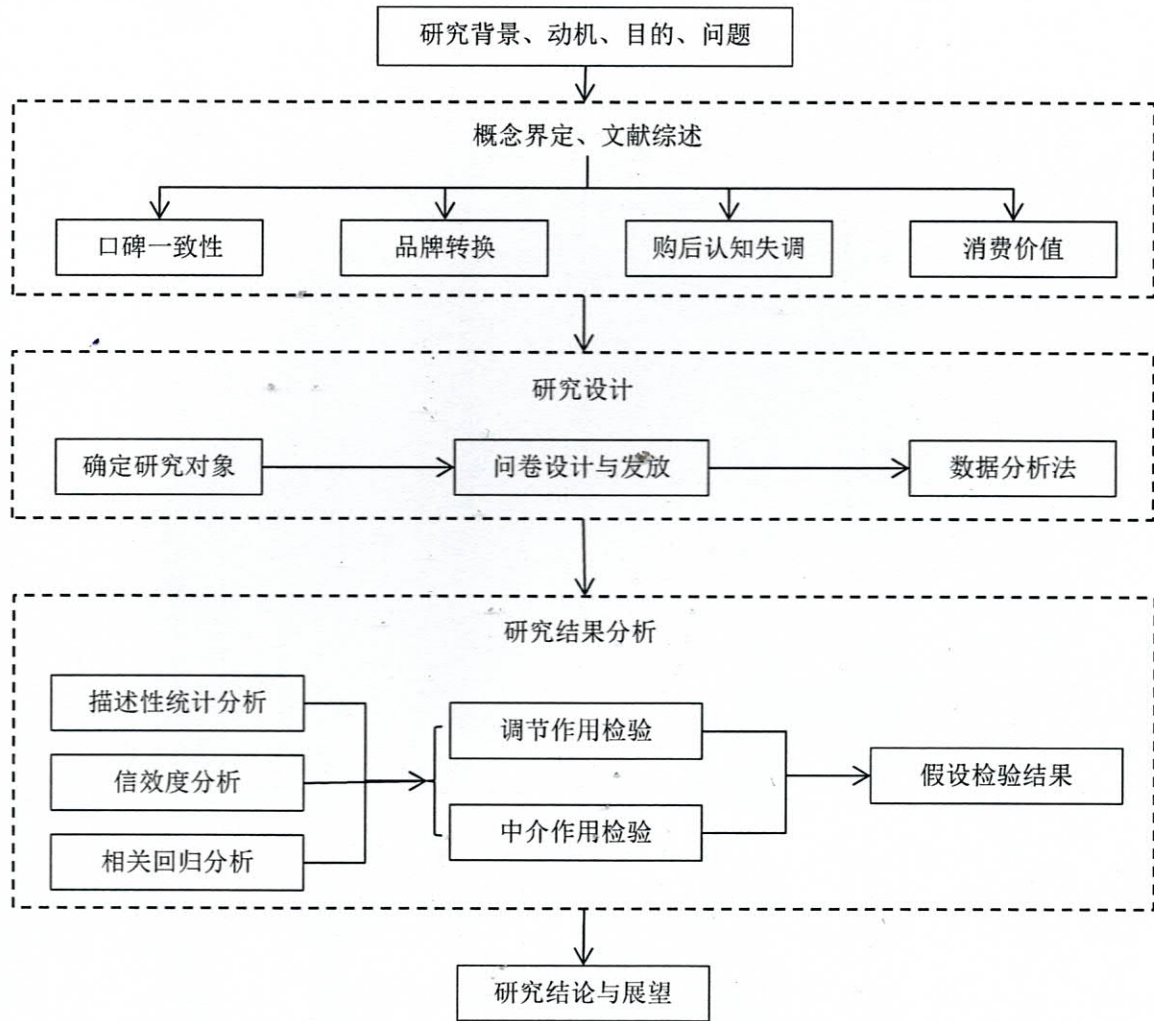 研究背景、动机、目的、问题
概念界定、文献综述
口碑一致性
品牌转换
购后认知失调
消费价值
研究设计
确定研究对象
问卷设计与发放
数据分析法
研究结果分析
描述性统计分析
调节作用检验
信效度分析
假设检验结果
中介作用检验
相关回归分析
研究结论与展望